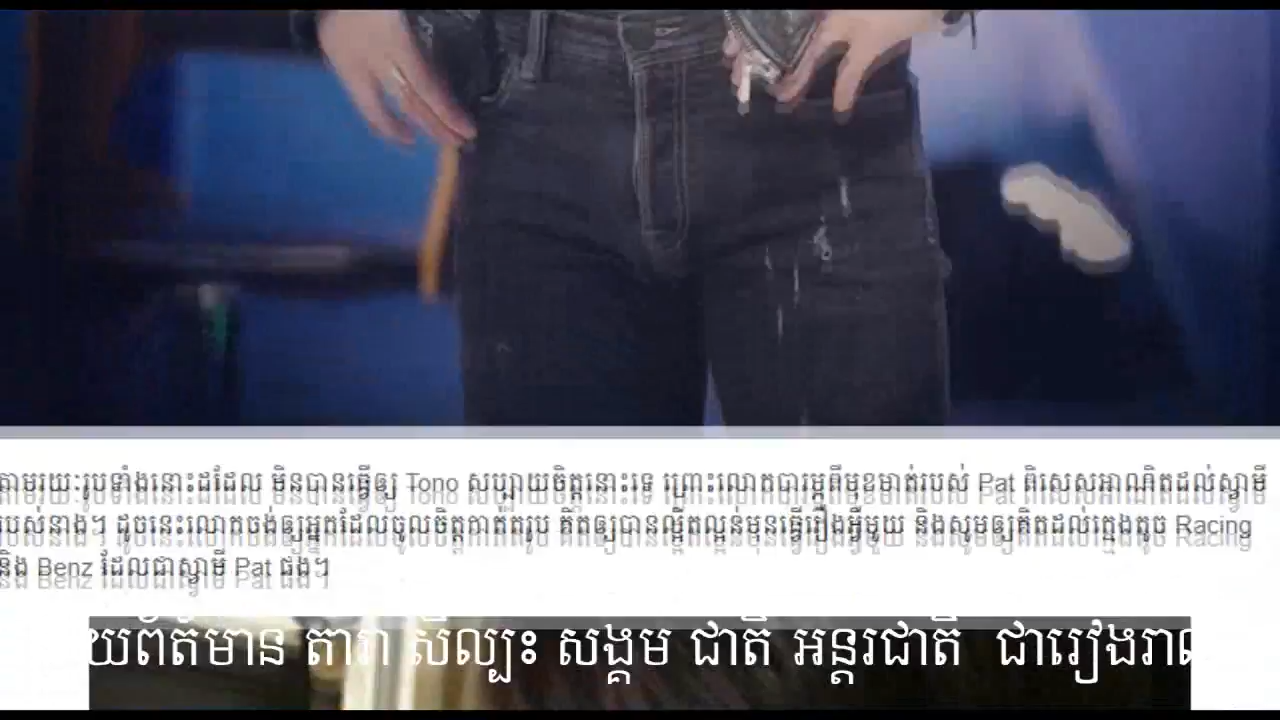 តាមរយៈរូបទាំងនោះដដែល មិនបានធ្វើឲ្យ Tono សប្បាយចិត្តនោះទេ ព្រោះលោកបារម្ភពីមុខមាត់របស់ Pat ពិសេសអាណិតដល់ស្វាមី
របស់នាង។ ដូចនេះលោកចង់ឲ្យអ្នកដែលចូលចិត្តកាត់តរូប គិតឲ្យបានល្អិតល្អន់មុនធ្វើរឿងអ្វីមួយ និងសូមឲ្យគិតដល់ក្មេងតូច Racing
និង Benz ដែលជាស្វាមី Pat ផង។
យព័ត៌មាន តារា សិល្បះ សង្គម ជាតិ អន្តរជាតិ ជារៀងរាល